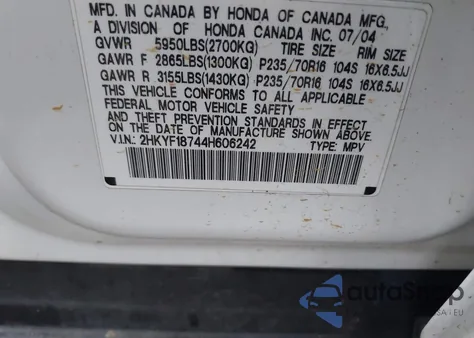 MFD. IN CANADA BY HONDA OF CANADA MFG.,
A DIVISION OF HONDA CANADA INC. 07/04
GVWR 5950LBS(2700KG) TIRE SIZE RIM SIZE
GAWR F 2865LBS(1300KG) P235/70R16 104S 16X6.5JJ
GAWR R 3155LBS(1430KG) P235/70R16 104S 16X6.5JJ
THIS VEHICLE CONFORMS TO ALL APPLICABLE
FEDERAL MOTOR VEHICLE SAFETY AND
THEFT PREVENTION STANDARDS IN EFFECT ON
THE DATE OF MANUFACTURE SHOWN ABOVE.
V.I.N.: 2HKYF18744H606242 TYPE: MPV